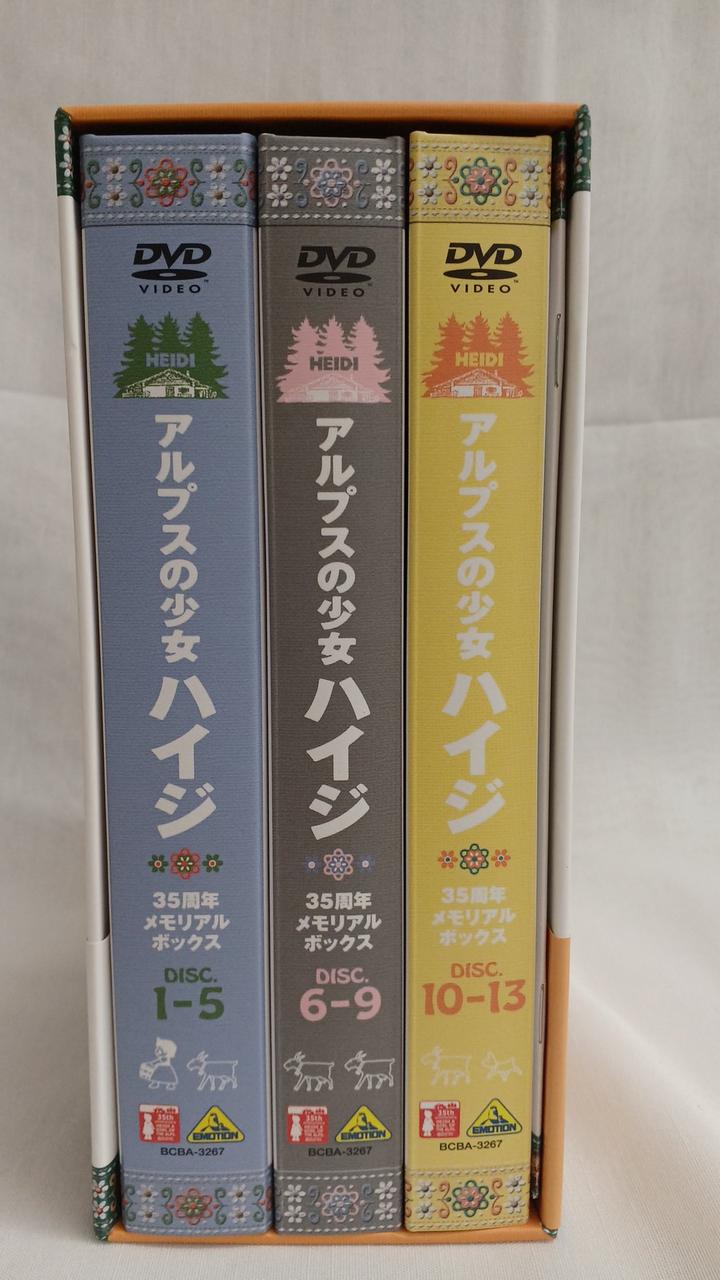 DVD
VIDEO
HEIDI
アルプスの少女
ハイジ
35周年
メモリアル
ボックス
DISC.
1-5
35th
EMOTION
BCBA-3267
DVD
VIDEO
HEIDI
アルプスの少女
ハイジ
35周年
メモリアル
ボックス
DISC.
6-9
35th
EMOTION
BCBA-3267
DVD
VIDEO
HEIDI
アルプスの少女
ハイジ
35周年
メモリアル
ボックス
DISC.
10-13
35th
EMOTION
BCBA-3267